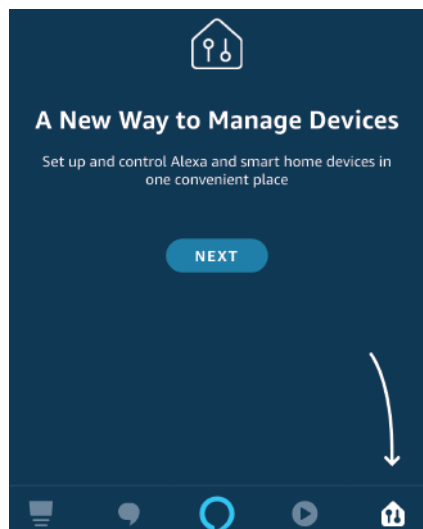 A New Way to Manage Devices
Set up and control Alexa and smart home devices in
one convenient place
NEXT